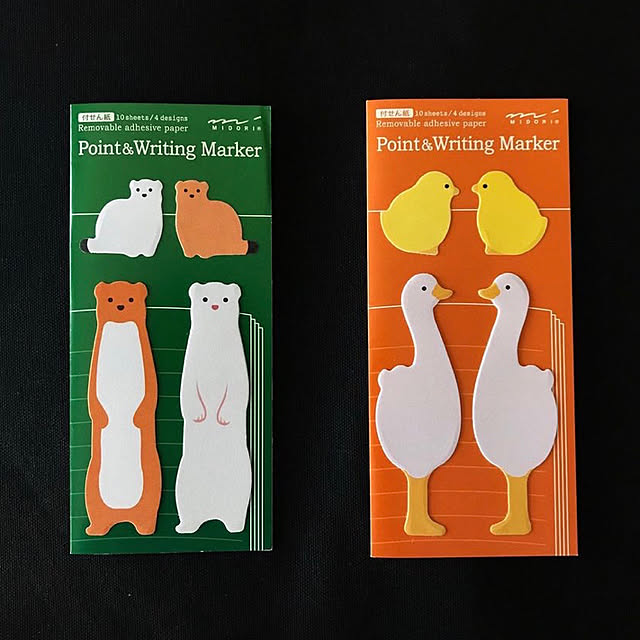 付せん紙 10 sheets/4 designs
Removable adhesive paper
MIDORI®
Point&Writing Marker
付せん紙 10 sheets/4 designs
Removable adhesive paper
MIDORI®
Point&Writing Marker